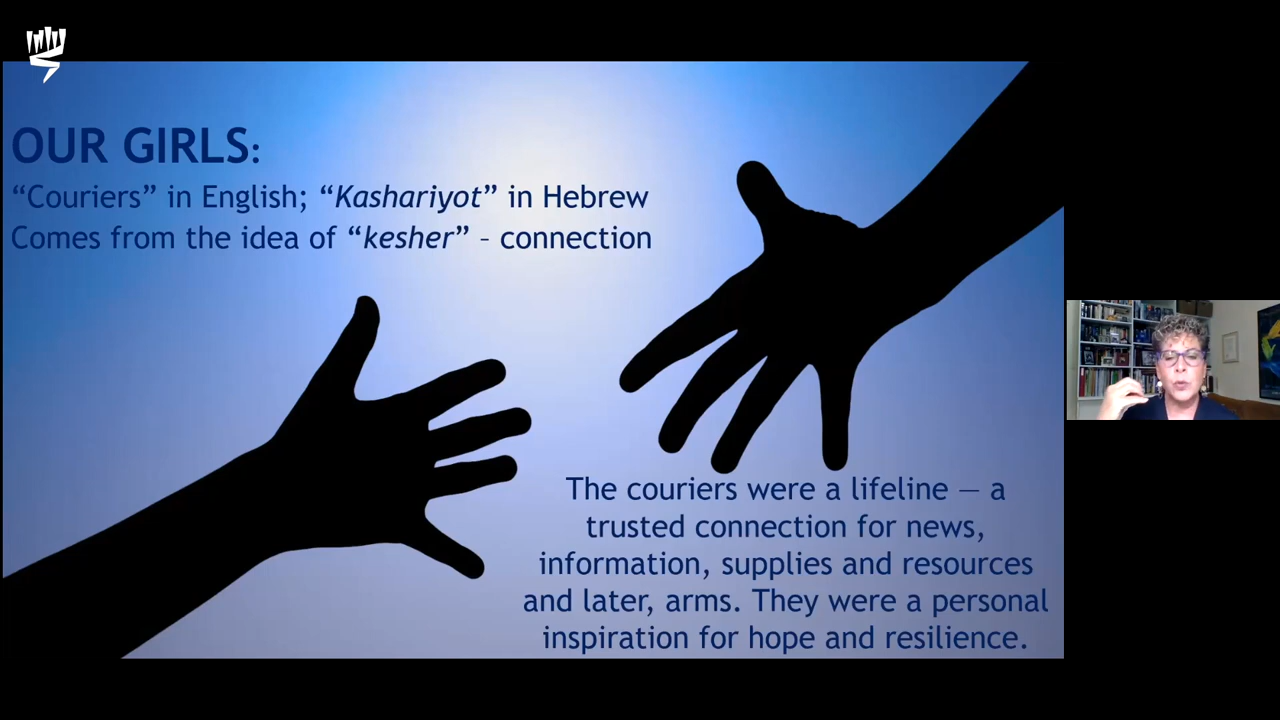 OUR GIRLS:
“Couriers” in English; “Kashariyot” in Hebrew
Comes from the idea of “kesher” – connection
The couriers were a lifeline — a
trusted connection for news,
information, supplies and resources
and later, arms. They were a personal
inspiration for hope and resilience.